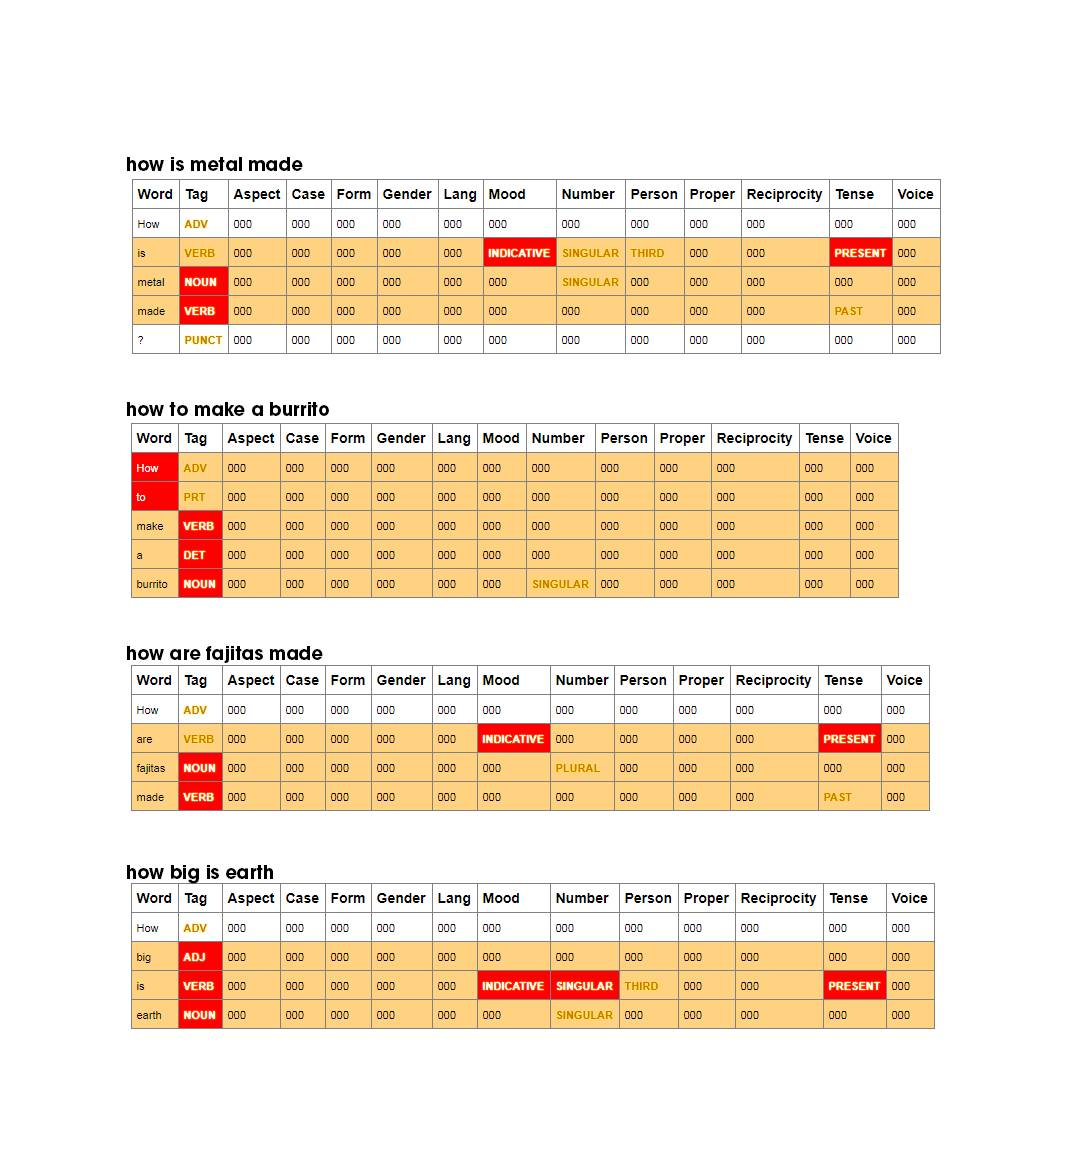 how is metal made
Word Tag Aspect Case Form Gender Lang Mood Number Person Proper Reciprocity Tense Voice
How ADV 000 000 000 000 000 000 000 000 000 000 000 000
is VERB 000 000 000 000 000 INDICATIVE SINGULAR THIRD 000 000 PRESENT 000
metal NOUN 000 000 000 000 000 000 SINGULAR 000 000 000 000 000
made VERB 000 000 000 000 000 000 000 000 000 000 PAST 000
? PUNCT 000 000 000 000 000 000 000 000 000 000 000 000
how to make a burrito
Word Tag Aspect Case Form Gender Lang Mood Number Person Proper Reciprocity Tense Voice
How ADV 000 000 000 000 000 000 000 000 000 000 000 000
to PRT 000 000 000 000 000 000 000 000 000 000 000 000
make VERB 000 000 000 000 000 000 000 000 000 000 000 000
a DET 000 000 000 000 000 000 000 000 000 000 000 000
burrito NOUN 000 000 000 000 000 000 SINGULAR 000 000 000 000 000
how are fajitas made
Word Tag Aspect Case Form Gender Lang Mood Number Person Proper Reciprocity Tense Voice
How ADV 000 000 000 000 000 000 000 000 000 000 000 000
are VERB 000 000 000 000 000 INDICATIVE 000 000 000 000 PRESENT 000
fajitas NOUN 000 000 000 000 000 000 PLURAL 000 000 000 000 000
made VERB 000 000 000 000 000 000 000 000 000 000 PAST 000
how big is earth
Word Tag Aspect Case Form Gender Lang Mood Number Person Proper Reciprocity Tense Voice
How ADV 000 000 000 000 000 000 000 000 000 000 000 000
big ADJ 000 000 000 000 000 000 000 000 000 000 000 000
is VERB 000 000 000 000 000 INDICATIVE SINGULAR THIRD 000 000 PRESENT 000
earth NOUN 000 000 000 000 000 000 SINGULAR 000 000 000 000 000